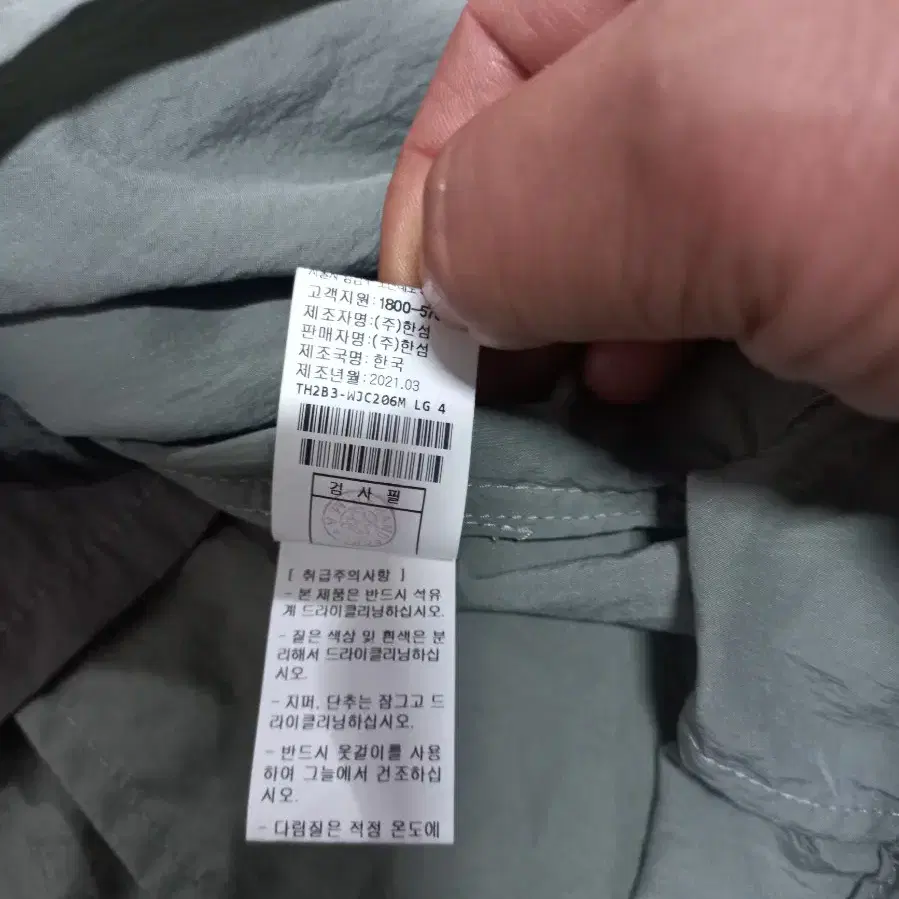 고객지원:1800-57
제조자명:(주)한섬
판매자명:(주)한섬
제조국명: 한국
제조년월:2021.03
TH2B3-WJC206M LG 4
검 사 필
[ 취급주의사항 ]
- 본 제품은 반드시 석유
계 드라이클리닝하십시오.
- 짙은 색상 및 흰색은 분
리해서 드라이클리닝하십
시오.
- 지퍼, 단추는 잠그고 드
라이클리닝하십시오.
- 반드시 옷걸이를 사용
하여 그늘에서 건조하십
시오.
- 다림질은 적정 온도에